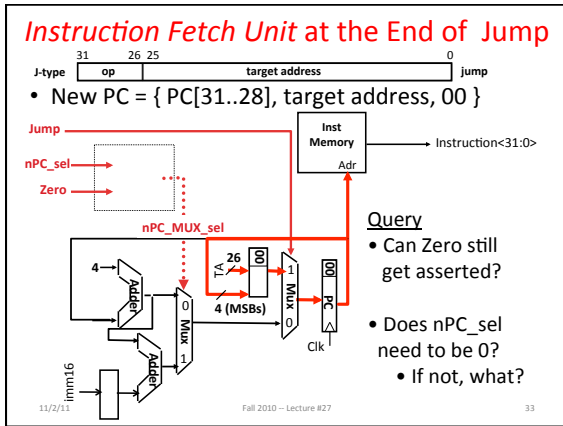 Instruction Fetch Unit at the End of Jump
31 26 25 0
J-type op target address jump
• New PC = { PC[31..28], target address, 00 }
Jump
Inst
Memory
Adr
Instruction<31:0>
nPC_sel
Zero
nPC_MUX_sel
Query
• Can Zero still
get asserted?
• Does nPC_sel
need to be 0?
• If not, what?
4
Adder
0
Mux
1
Adder
imm16
TA
26
00
4 (MSBs)
1
Mux
0
00
PC
Clk
11/2/11
Fall 2010 -- Lecture #27
33